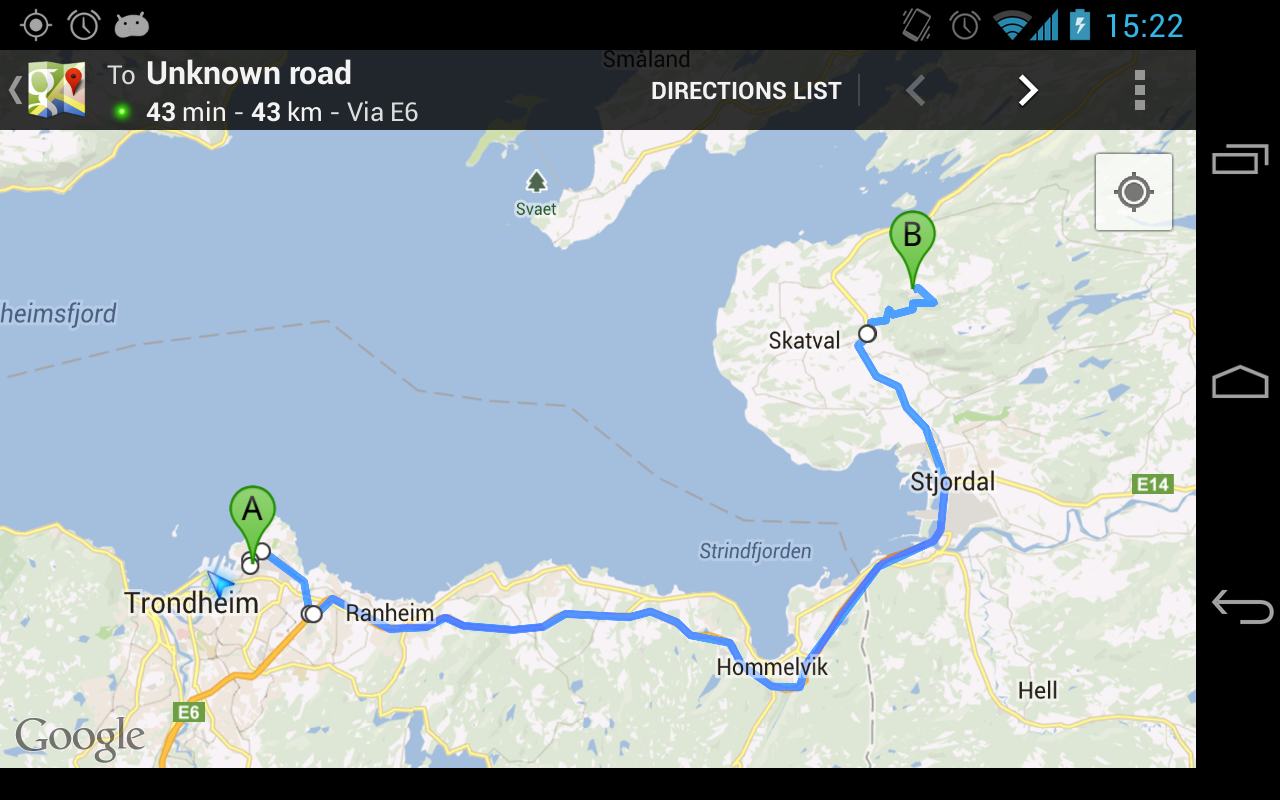 15:22
Småland
To Unknown road
DIRECTIONS LIST
43 min - 43 km - Via E6
Svaet
B
heimsfjord
Skatval
Stjordal
E14
A
Strindfjorden
Trondheim
Ranheim
Hommelvik
Hell
E6
Google